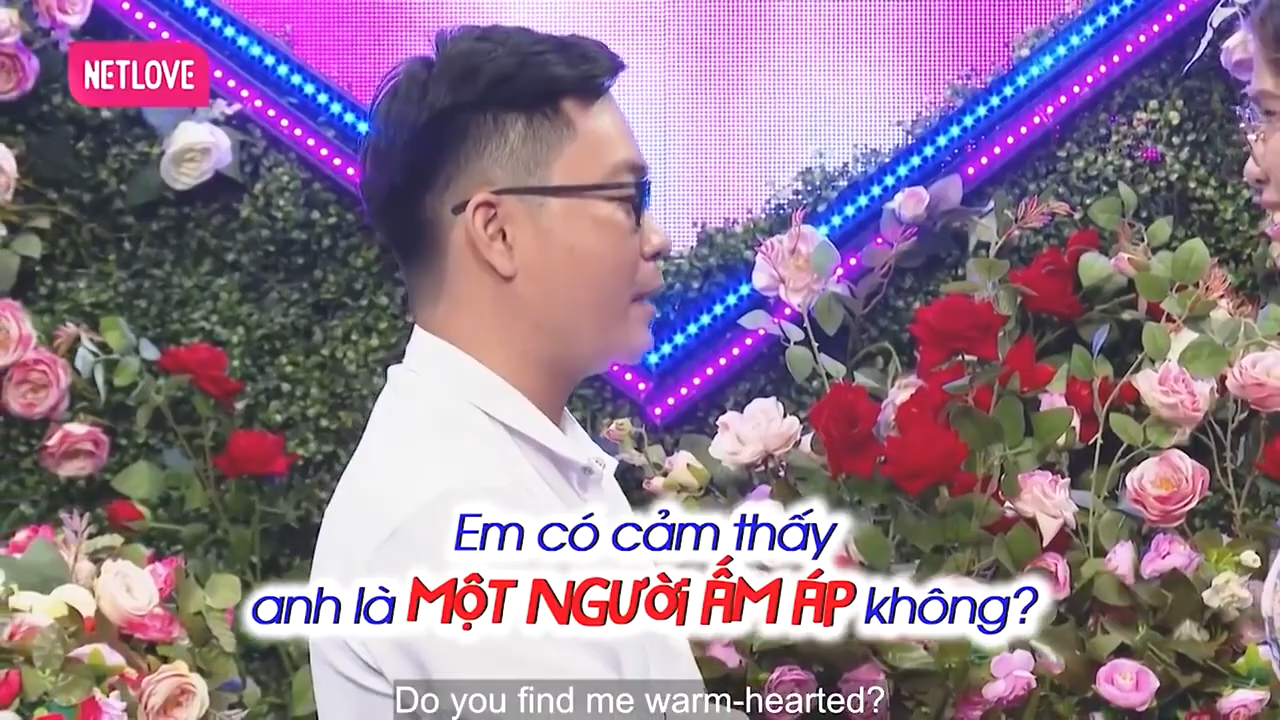 NETLOVE
Em có cảm thấy
anh là MỘT NGƯỜI ẤM ÁP không?
Do you find me warm-hearted?